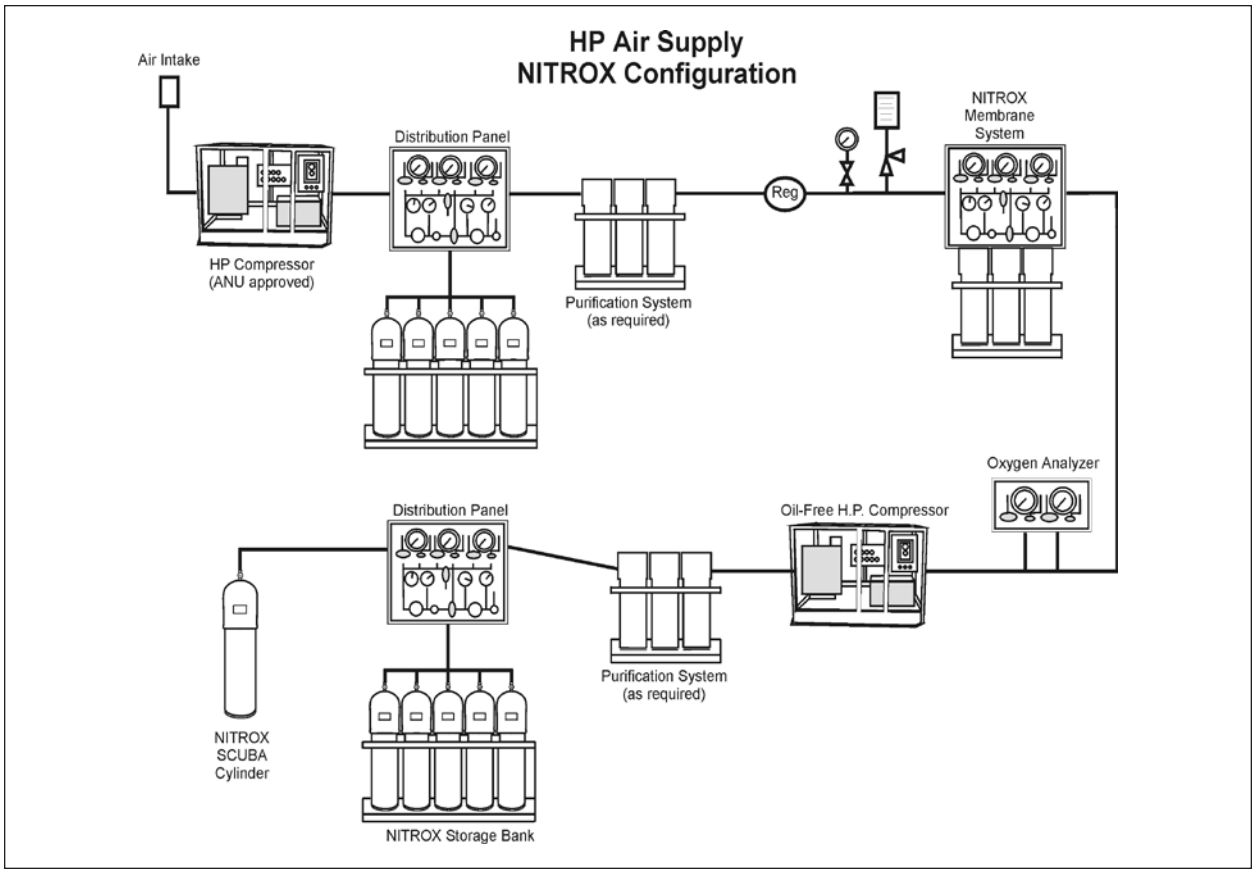 HP Air Supply
NITROX Configuration
Air Intake
HP Compressor
(ANU approved)
Distribution Panel
Purification System
(as required)
Reg
NITROX
Membrane
System
Oxygen Analyzer
Oil-Free H.P. Compressor
Purification System
(as required)
Distribution Panel
NITROX Storage Bank
NITROX
SCUBA
Cylinder